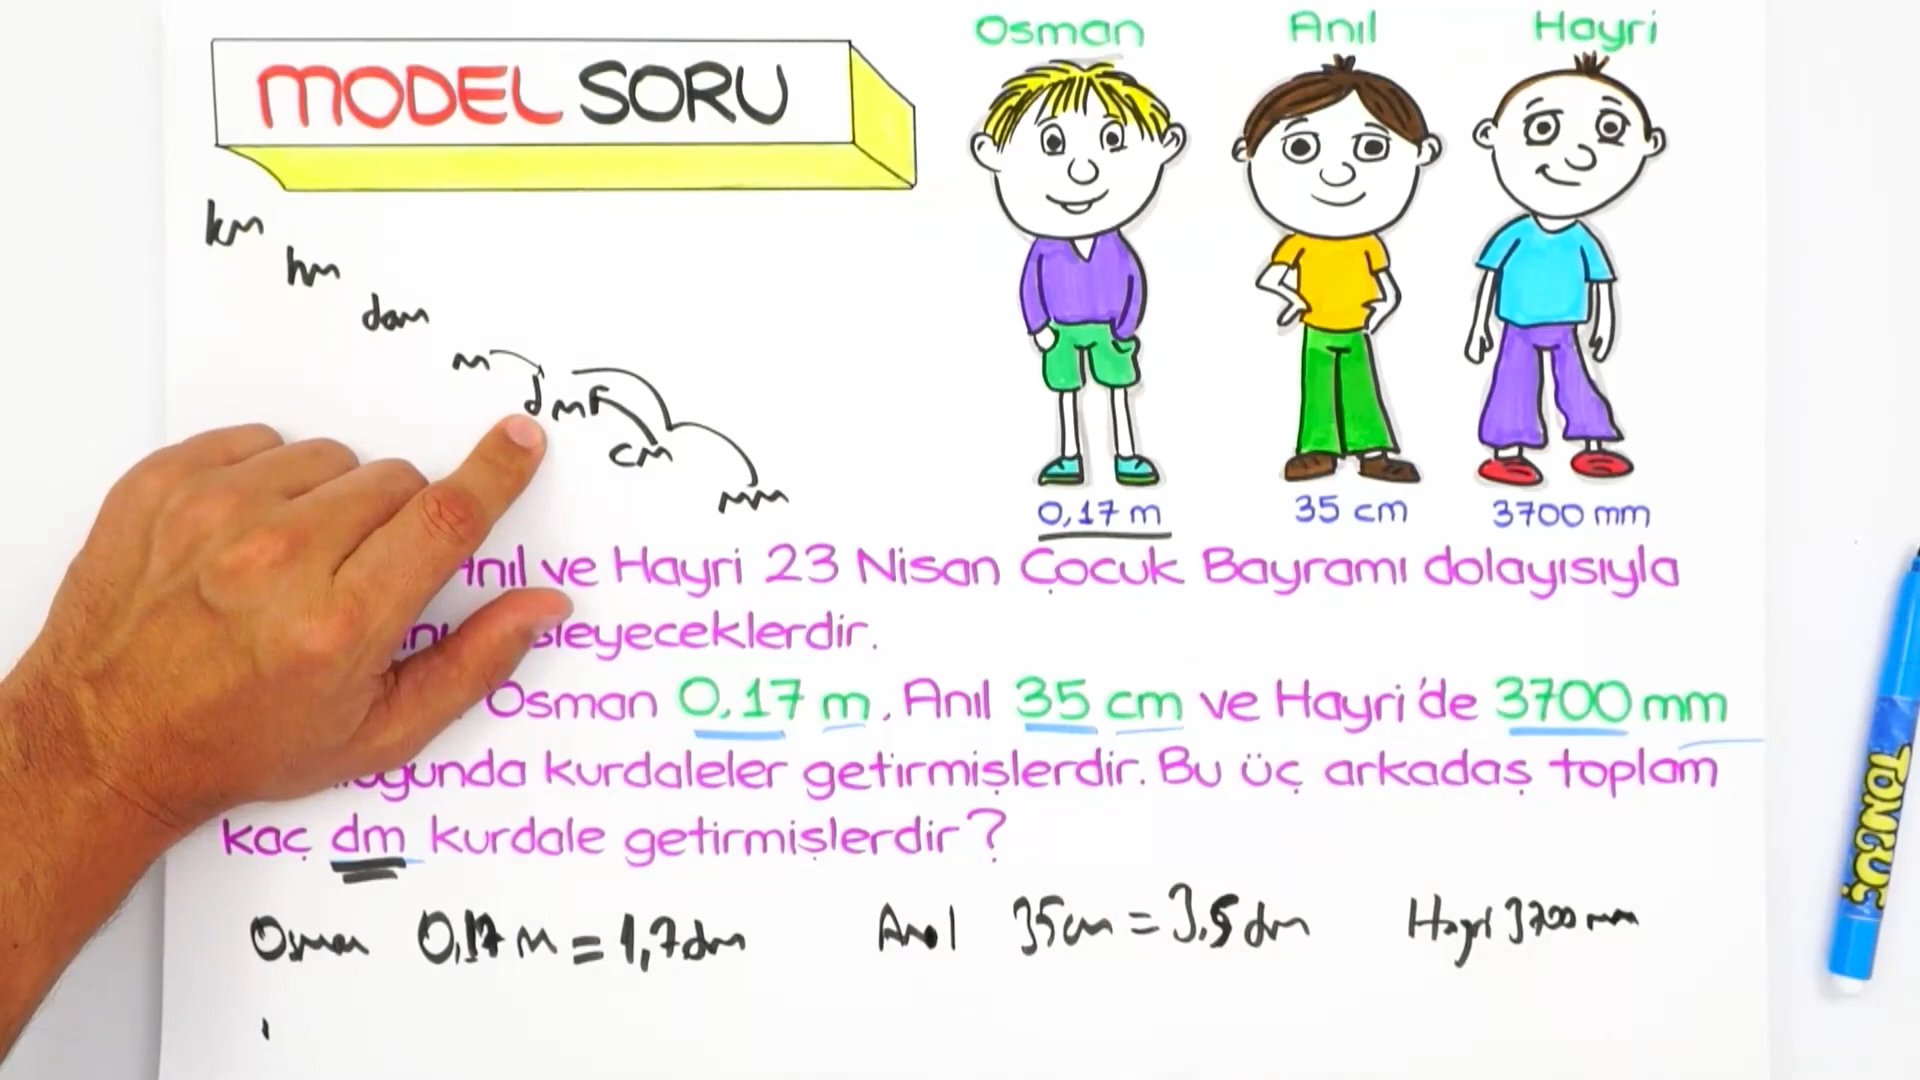 MODEL SORU
Osman Anıl Hayri
km
hm
dam
m
dm
cm
mm
0,17 m 35 cm 3700 mm
ve Hayri 23 Nisan Çocuk Bayramı dolayısıyla
Osman 0,17 m, Anıl 35 cm ve Hayri'de 3700 mm
kurdaleler getirmişlerdir. Bu üç arkadaş toplam
kaç dm kurdale getirmişlerdir?
Osman 0,17 m = 1,7 dm Anıl 35 cm = 3,5 dm Hayri 3700 mm
TONGUÇ